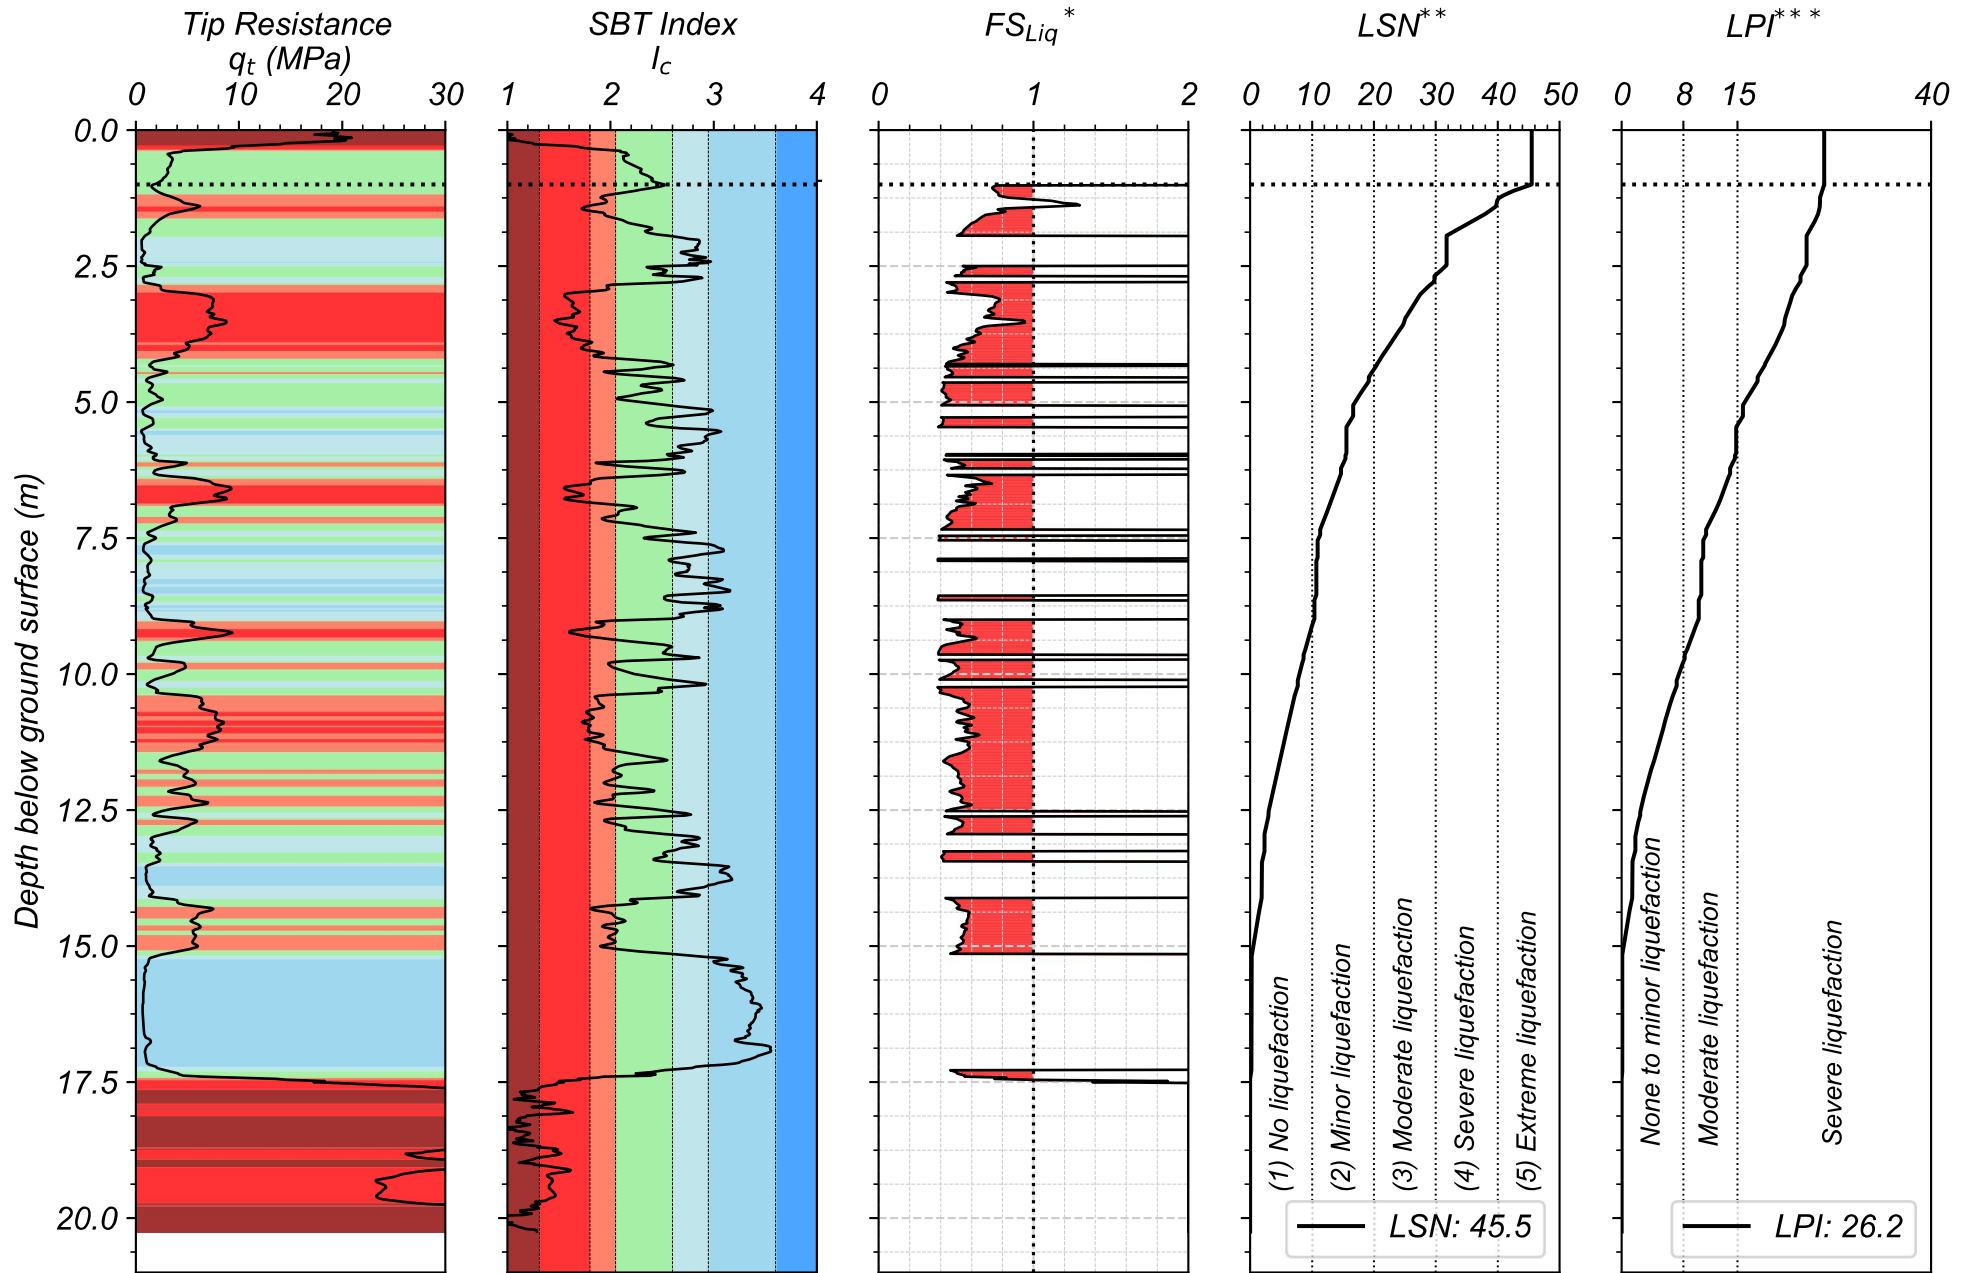 Tip Resistance
qt (MPa)
0 10 20 30
SBT Index
Ic
1 2 3 4
FSLiq*
0 1 2
LSN**
0 10 20 30 40 50
LPI***
0 8 15 40
Depth below ground surface (m)
0.0
2.5
5.0
7.5
10.0
12.5
15.0
17.5
20.0
(1) No liquefaction
(2) Minor liquefaction
(3) Moderate liquefaction
(4) Severe liquefaction
(5) Extreme liquefaction
LSN: 45.5
None to minor liquefaction
Moderate liquefaction
Severe liquefaction
LPI: 26.2